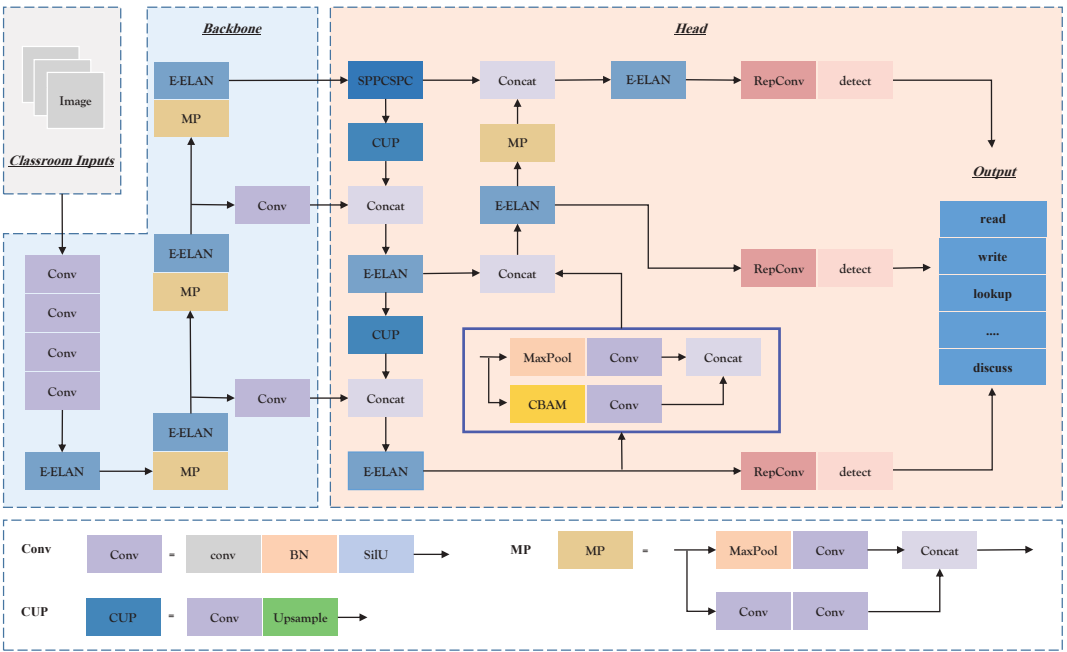 Backbone
Head
Image
Classroom Inputs
E-ELAN
MP
SPPCSPC
Concat
E-ELAN
RepConv
detect
CUP
MP
Output
Conv
Concat
E-ELAN
read
write
lookup
....
discuss
Conv
Conv
Conv
Conv
E-ELAN
MP
E-ELAN
Concat
RepConv
detect
CUP
MaxPool
Conv
Concat
CBAM
Conv
Conv
Concat
E-ELAN
MP
E-ELAN
E-ELAN
RepConv
detect
Conv
Conv
=
conv
BN
SilU
MP
MP
=
MaxPool
Conv
Concat
Conv
Conv
CUP
CUP
=
Conv
Upsample